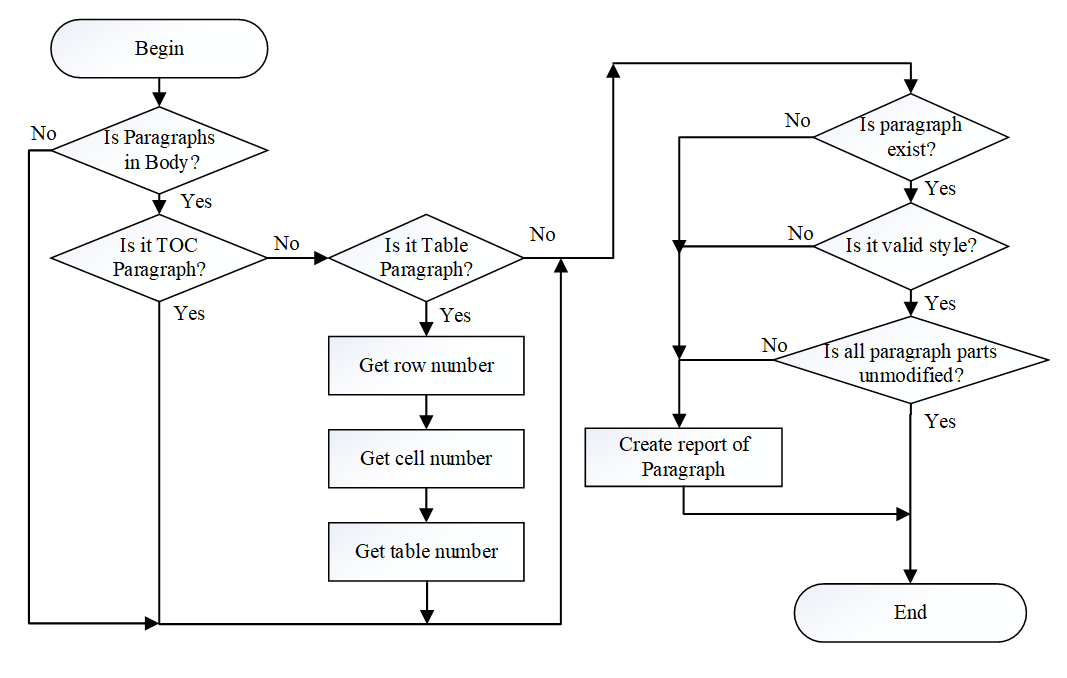 Begin
No
Is Paragraphs
in Body?
Yes
Is it TOC
Paragraph?
No
Yes
Is it Table
Paragraph?
No
Yes
Get row number
Get cell number
Get table number
Is paragraph
exist?
No
Yes
Is it valid style?
No
Yes
Is all paragraph parts
unmodified?
No
Yes
Create report of
Paragraph
End